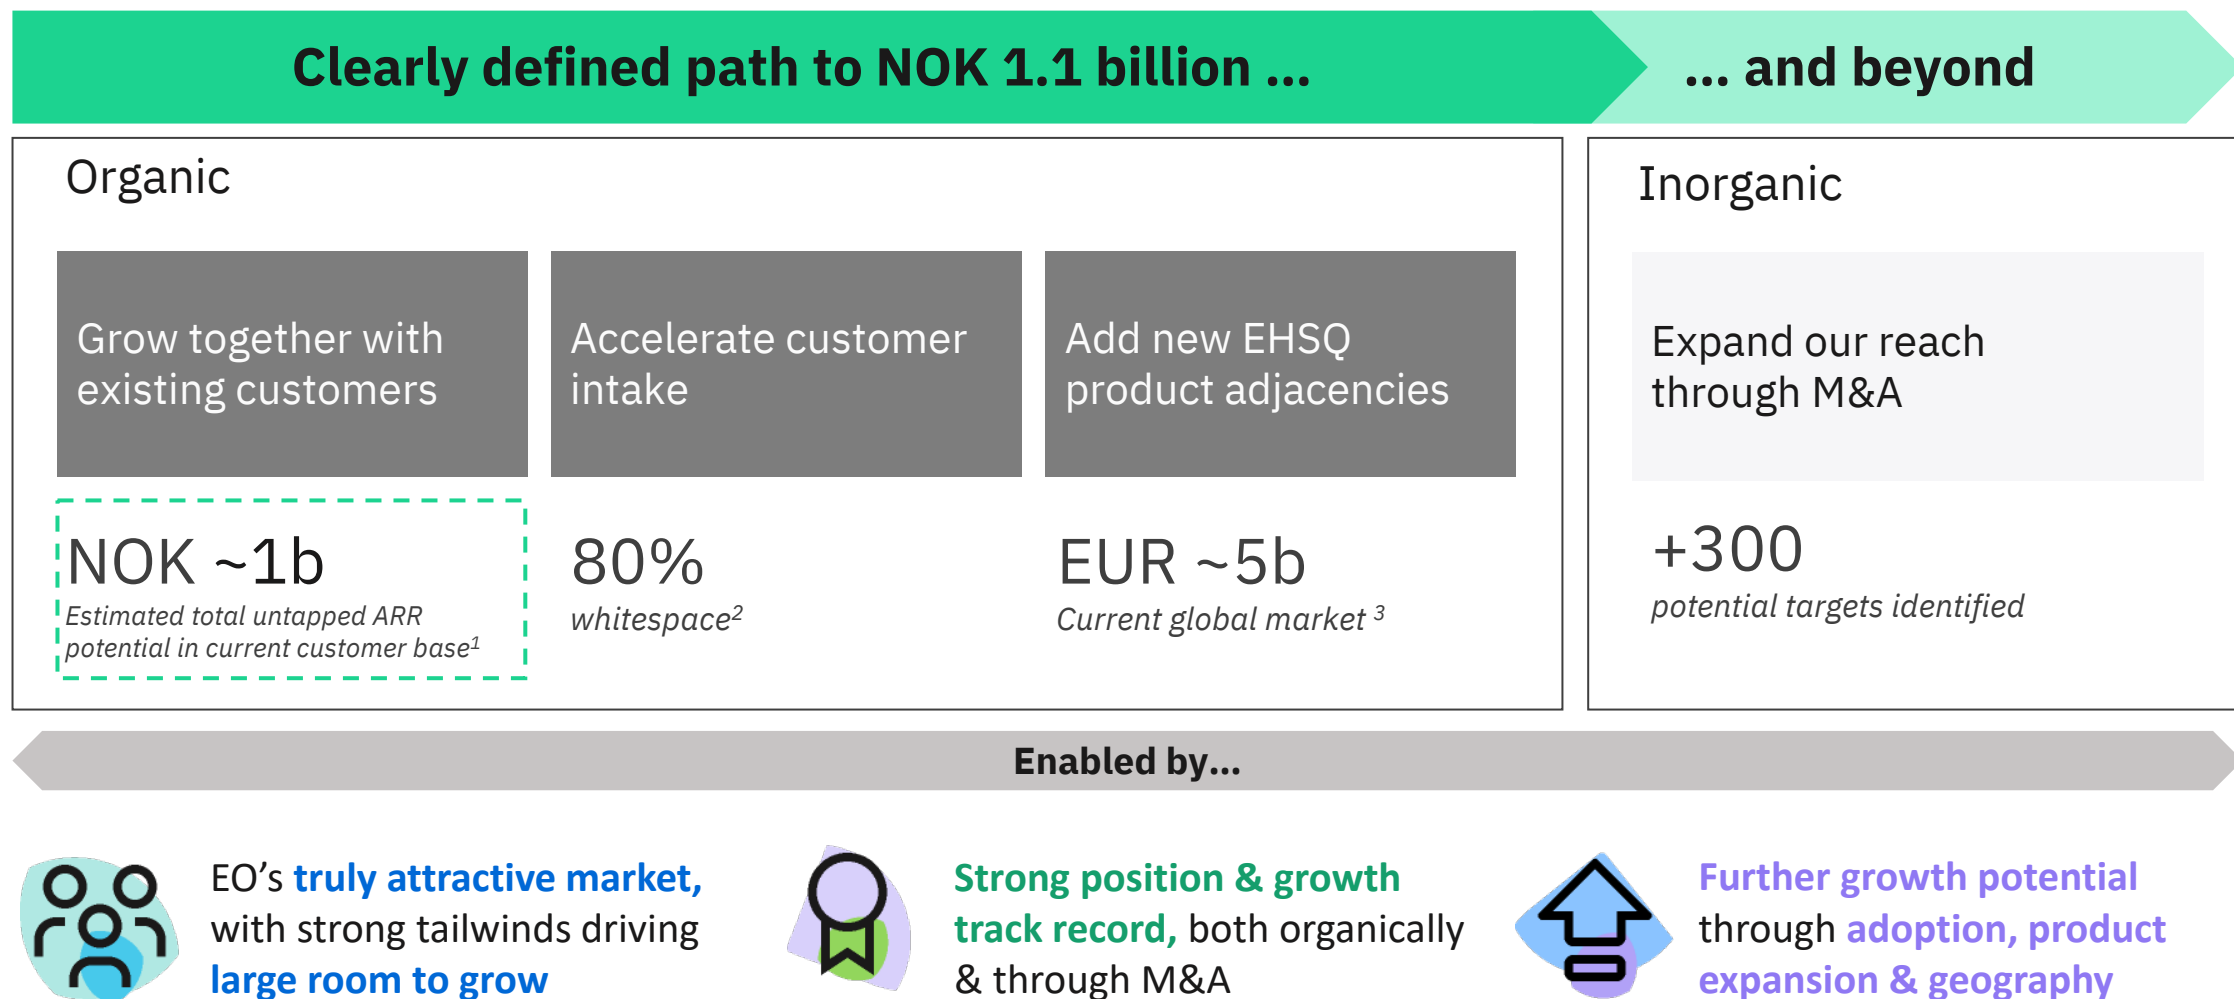 Clearly defined path to NOK 1.1 billion ...
... and beyond
Organic
Grow together with
existing customers
Accelerate customer
intake
Add new EHSQ
product adjacencies
NOK ~1b
Estimated total untapped ARR
potential in current customer base¹
80%
whitespace²
EUR ~5b
Current global market ³
Inorganic
Expand our reach
through M&A
+300
potential targets identified
Enabled by...
EO’s truly attractive market,
with strong tailwinds driving
large room to grow
Strong position & growth
track record, both organically
& through M&A
Further growth potential
through adoption, product
expansion & geography